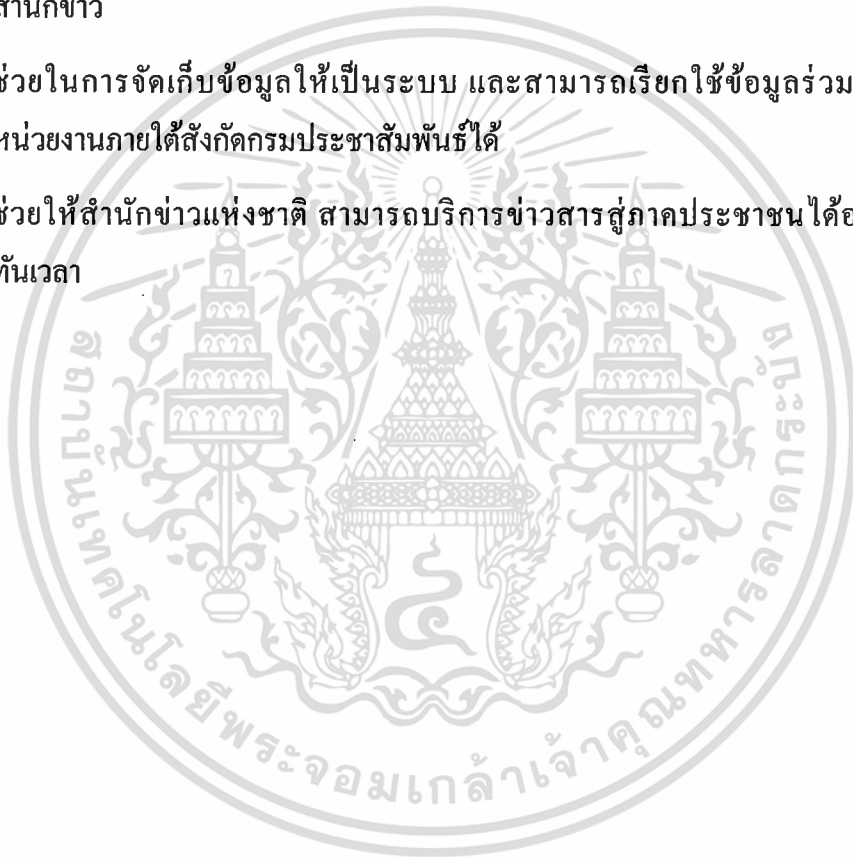 สำนักข่าว
ช่วยในการจัดเก็บข้อมูลให้เป็นระบบ และสามารถเรียกใช้ข้อมูลร่วม
หน่วยงานภายใต้สังกัดกรมประชาสัมพันธ์ได้
ช่วยให้สำนักข่าวแห่งชาติ สามารถบริการข่าวสารสู่ภาคประชาชนได้อ
ทันเวลา
สถาบันเทคโนโลยีพระจอมเกล้าเจ้าคุณทหารลาดกระบัง